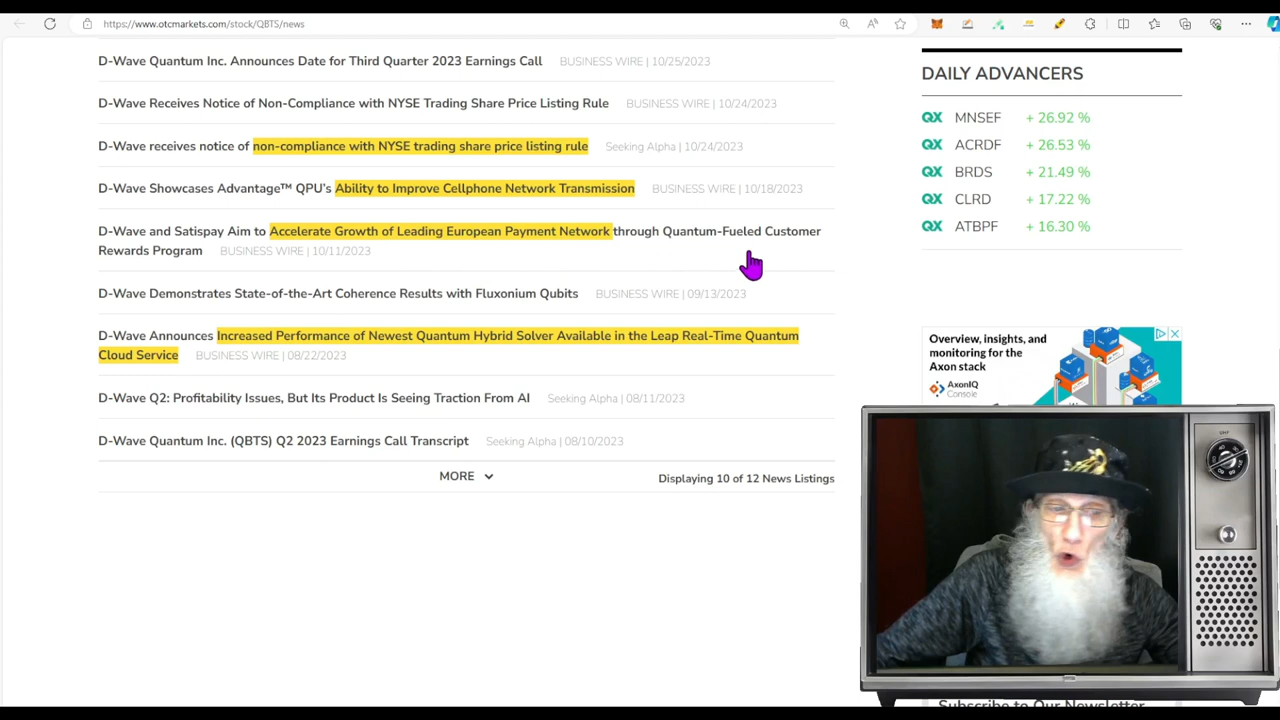 https://www.otcmarkets.com/stock/QBTS/news
D-Wave Quantum Inc. Announces Date for Third Quarter 2023 Earnings Call BUSINESS WIRE | 10/25/2023
D-Wave Receives Notice of Non-Compliance with NYSE Trading Share Price Listing Rule BUSINESS WIRE | 10/24/2023
D-Wave receives notice of non-compliance with NYSE trading share price listing rule Seeking Alpha | 10/24/2023
D-Wave Showcases Advantage™ QPU's Ability to Improve Cellphone Network Transmission BUSINESS WIRE | 10/18/2023
D-Wave and Satispay Aim to Accelerate Growth of Leading European Payment Network through Quantum-Fueled Customer
Rewards Program BUSINESS WIRE | 10/11/2023
D-Wave Demonstrates State-of-the-Art Coherence Results with Fluxonium Qubits BUSINESS WIRE | 09/13/2023
D-Wave Announces Increased Performance of Newest Quantum Hybrid Solver Available in the Leap Real-Time Quantum
Cloud Service BUSINESS WIRE | 08/22/2023
D-Wave Q2: Profitability Issues, But Its Product Is Seeing Traction From AI Seeking Alpha | 08/11/2023
D-Wave Quantum Inc. (QBTS) Q2 2023 Earnings Call Transcript Seeking Alpha | 08/10/2023
MORE
Displaying 10 of 12 News Listings
DAILY ADVANCERS
QX MNSEF + 26.92 %
QX ACRDF + 26.53 %
QX BRDS + 21.49 %
QX CLRD + 17.22 %
QX ATBPF + 16.30 %
Overview, insights, and
monitoring for the
Axon stack
AxonIQ
Console
Subscribe to Our Newsletter